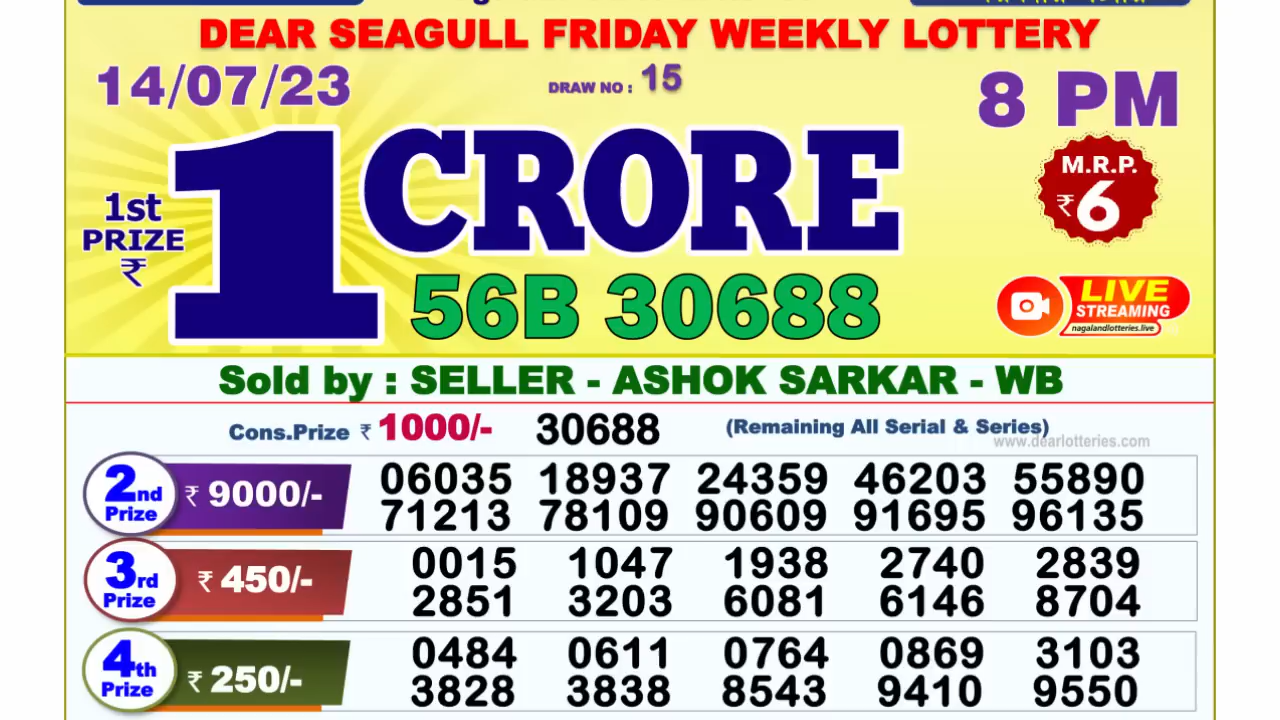 DEAR SEAGULL FRIDAY WEEKLY LOTTERY
14/07/23
DRAW NO : 15
8 PM
1st
PRIZE
₹
1 CRORE
M.R.P.
₹6
56B 30688
LIVE
STREAMING
nagalandlotteries.live
Sold by : SELLER - ASHOK SARKAR - WB
Cons.Prize ₹ 1000/- 30688 (Remaining All Serial & Series)
www.dearlotteries.com
2nd Prize ₹ 9000/-
06035 18937 24359 46203 55890
71213 78109 90609 91695 96135
3rd Prize ₹ 450/-
0015 1047 1938 2740 2839
2851 3203 6081 6146 8704
4th Prize ₹ 250/-
0484 0611 0764 0869 3103
3828 3838 8543 9410 9550